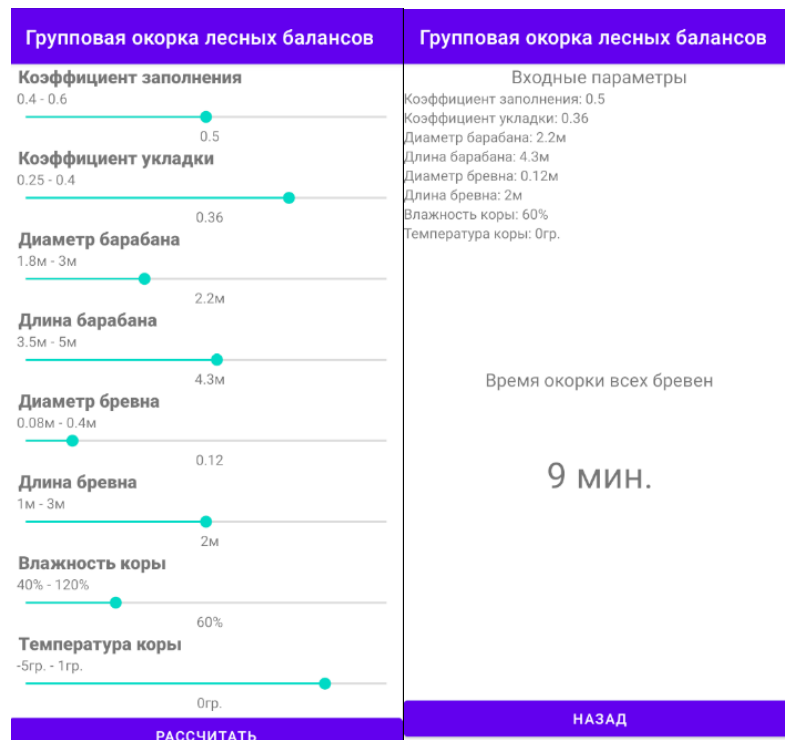 Групповая окорка лесных балансов
Коэффициент заполнения
0.4 - 0.6
0.5
Коэффициент укладки
0.25 - 0.4
0.36
Диаметр барабана
1.8м - 3м
2.2м
Длина барабана
3.5м - 5м
4.3м
Диаметр бревна
0.08м - 0.4м
0.12
Длина бревна
1м - 3м
2м
Влажность коры
40% - 120%
60%
Температура коры
-5гр. - 1гр.
0гр.
РАССЧИТАТЬ
Групповая окорка лесных балансов
Входные параметры
Коэффициент заполнения: 0.5
Коэффициент укладки: 0.36
Диаметр барабана: 2.2м
Длина барабана: 4.3м
Диаметр бревна: 0.12м
Длина бревна: 2м
Влажность коры: 60%
Температура коры: 0гр.
Время окорки всех бревен
9 мин.
НАЗАД